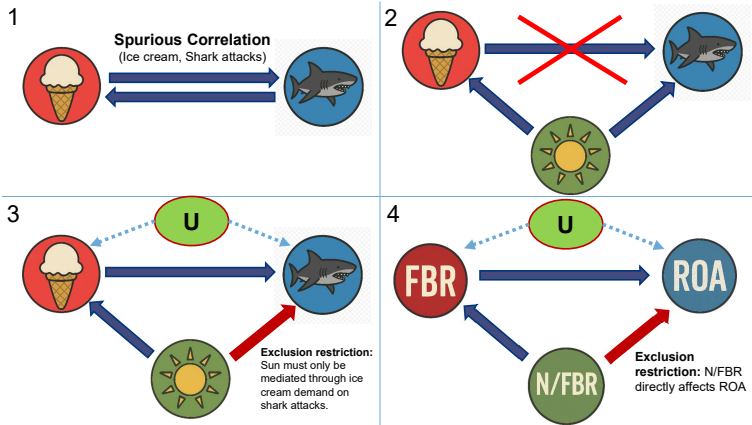 1
Spurious Correlation
(Ice cream, Shark attacks)
2
3
U
Exclusion restriction:
Sun must only be
mediated through ice
cream demand on
shark attacks.
4
U
FBR
ROA
N/FBR
Exclusion
restriction: N/FBR
directly affects ROA